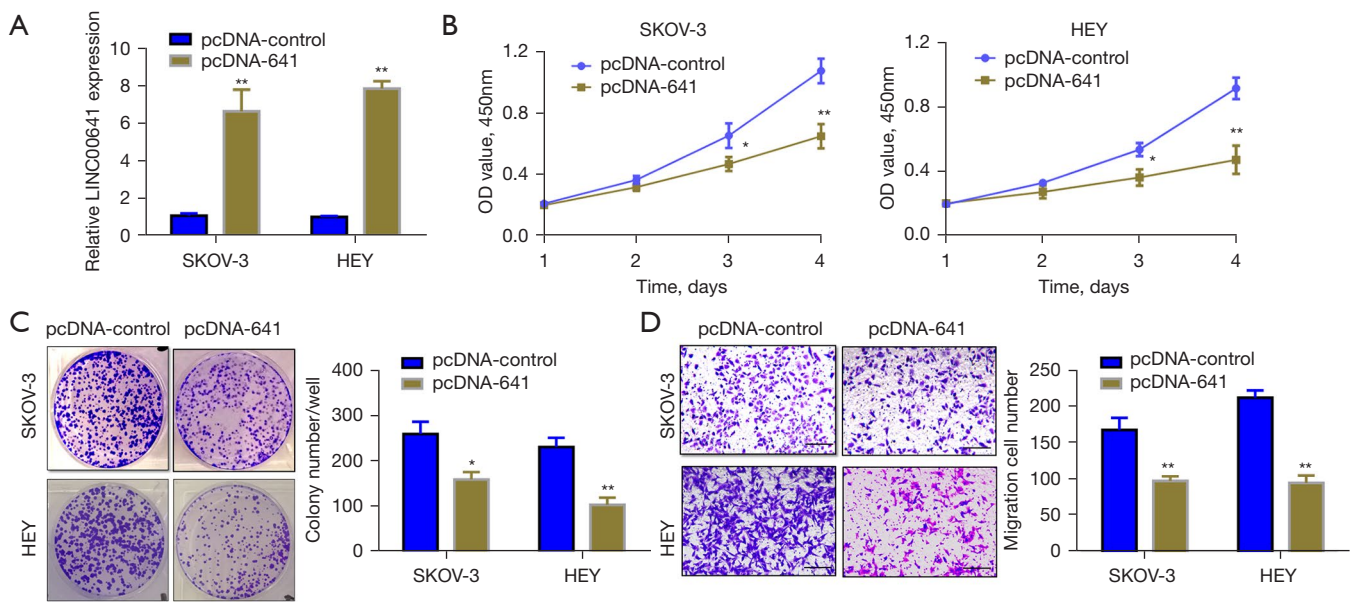 A
Relative LINC00641 expression
10
8
6
4
2
0
pcDNA-control
pcDNA-641
**
**
SKOV-3
HEY
B
SKOV-3
OD value, 450nm
1.2
0.8
0.4
0.0
pcDNA-control
pcDNA-641
*
**
1
2
3
4
Time, days
HEY
OD value, 450nm
1.2
0.8
0.4
0.0
pcDNA-control
pcDNA-641
*
**
1
2
3
4
Time, days
C
pcDNA-control
pcDNA-641
SKOV-3
HEY
Colony number/well
400
300
200
100
0
pcDNA-control
pcDNA-641
*
**
SKOV-3
HEY
D
pcDNA-control
pcDNA-641
SKOV-3
HEY
Migration cell number
250
200
150
100
50
0
pcDNA-control
pcDNA-641
**
**
SKOV-3
HEY